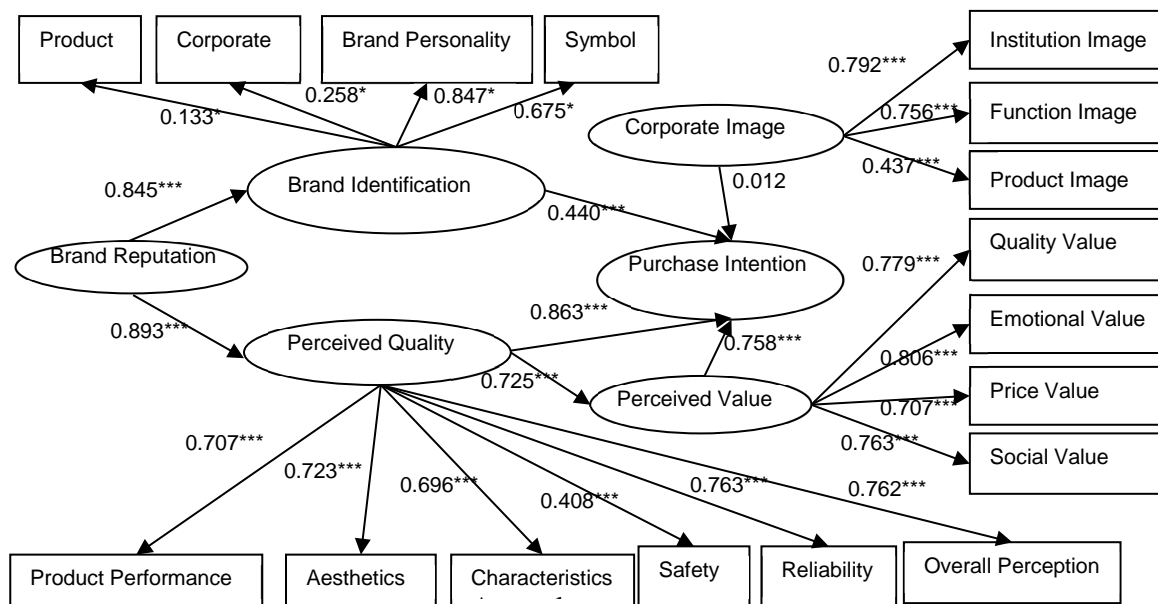 Product
Corporate
Brand Personality
Symbol
Institution Image
0.792***
0.133*
0.258*
0.847*
0.675*
Corporate Image
0.756***
Function Image
0.437***
Product Image
0.845***
Brand Identification
0.012
0.440***
Brand Reputation
Purchase Intention
Quality Value
0.779***
0.893***
Perceived Quality
0.863***
0.758***
Emotional Value
0.806***
0.725***
Perceived Value
0.707***
Price Value
0.763***
Social Value
0.707***
0.723***
0.696***
0.408***
0.763***
0.762***
Product Performance
Aesthetics
Characteristics
Safety
Reliability
Overall Perception